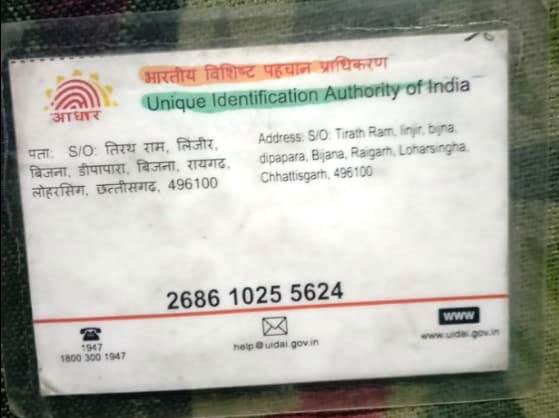 भारतीय विशिष्ट पहचान प्राधिकरण
Unique Identification Authority of India
आधार
पता: S/O: तिरथ राम, लिंजीर,
बिजना, डीपापारा, बिजना, रायगढ़,
लोहरसिंग, छत्तीसगढ़, 496100
Address: S/O: Tirath Ram, linjir, bijna,
dipapara, Bijana, Raigarh, Loharsingha,
Chhattisgarh, 496100
2686 1025 5624
1947
1800 300 1947
help@uidai.gov.in
WWW
www.uidai.gov.in